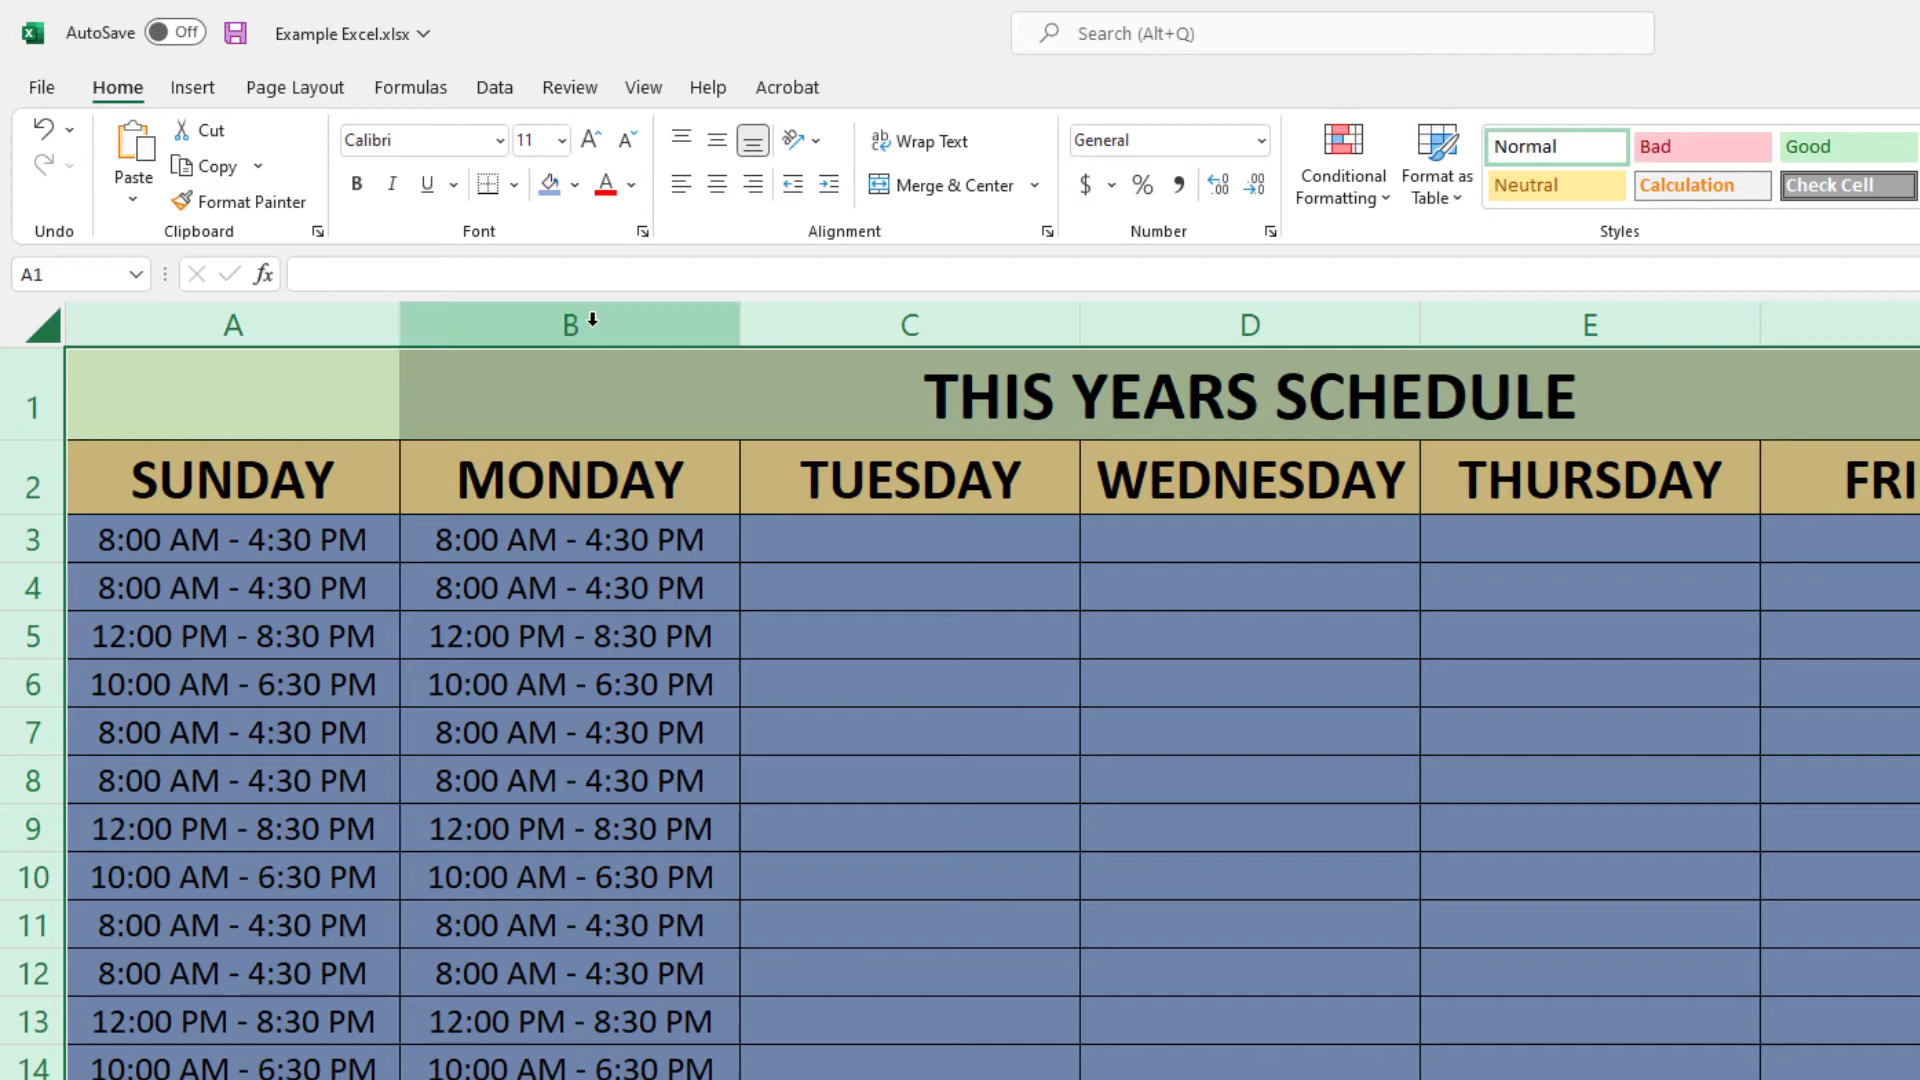 AutoSave Off Example Excel.xlsx Search (Alt+Q)
File Home Insert Page Layout Formulas Data Review View Help Acrobat
Paste
Cut
Copy
Format Painter
Calibri 11
B I U A
Wrap Text
Merge & Center
General
$ % 9
Conditional Formatting
Format as Table
Normal Bad Good
Neutral Calculation Check Cell
Undo Clipboard Font Alignment Number Styles
A1 fx
A B C D E
1 THIS YEARS SCHEDULE
2 SUNDAY MONDAY TUESDAY WEDNESDAY THURSDAY FRI
3 8:00 AM - 4:30 PM 8:00 AM - 4:30 PM
4 8:00 AM - 4:30 PM 8:00 AM - 4:30 PM
5 12:00 PM - 8:30 PM 12:00 PM - 8:30 PM
6 10:00 AM - 6:30 PM 10:00 AM - 6:30 PM
7 8:00 AM - 4:30 PM 8:00 AM - 4:30 PM
8 8:00 AM - 4:30 PM 8:00 AM - 4:30 PM
9 12:00 PM - 8:30 PM 12:00 PM - 8:30 PM
10 10:00 AM - 6:30 PM 10:00 AM - 6:30 PM
11 8:00 AM - 4:30 PM 8:00 AM - 4:30 PM
12 8:00 AM - 4:30 PM 8:00 AM - 4:30 PM
13 12:00 PM - 8:30 PM 12:00 PM - 8:30 PM
14 10:00 AM - 6:30 PM 10:00 AM - 6:30 PM